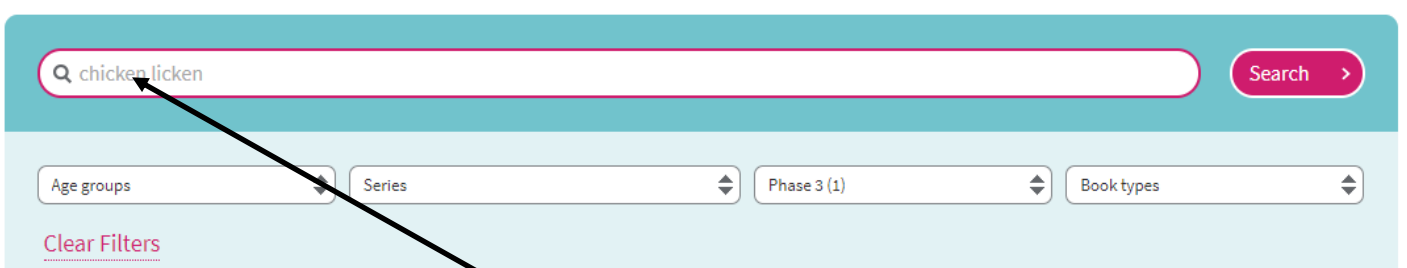 chicken licken
Search
Age groups
Series
Phase 3 (1)
Book types
Clear Filters